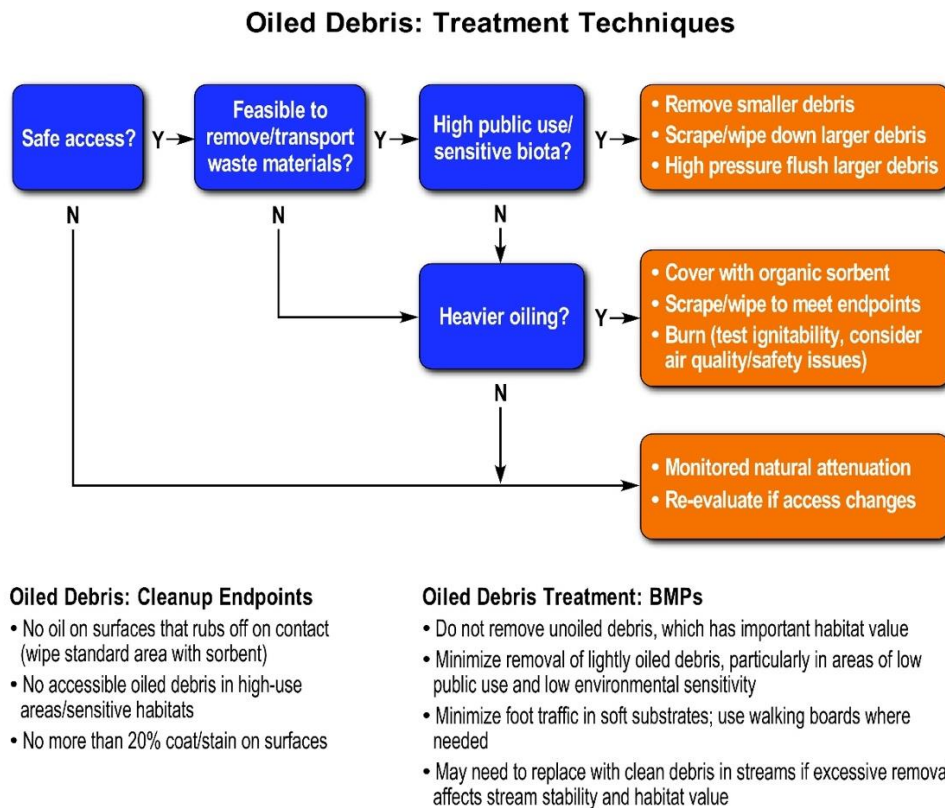 Oiled Debris: Treatment Techniques
Safe access?
Y
Feasible to
remove/transport
waste materials?
Y
High public use/
sensitive biota?
Y
• Remove smaller debris
• Scrape/wipe down larger debris
• High pressure flush larger debris
N
N
N
Heavier oiling?
Y
• Cover with organic sorbent
• Scrape/wipe to meet endpoints
• Burn (test ignitability, consider
air quality/safety issues)
N
• Monitored natural attenuation
• Re-evaluate if access changes
Oiled Debris: Cleanup Endpoints
• No oil on surfaces that rubs off on contact
(wipe standard area with sorbent)
• No accessible oiled debris in high-use
areas/sensitive habitats
• No more than 20% coat/stain on surfaces
Oiled Debris Treatment: BMPs
• Do not remove unoiled debris, which has important habitat value
• Minimize removal of lightly oiled debris, particularly in areas of low
public use and low environmental sensitivity
• Minimize foot traffic in soft substrates; use walking boards where
needed
• May need to replace with clean debris in streams if excessive remova
affects stream stability and habitat value